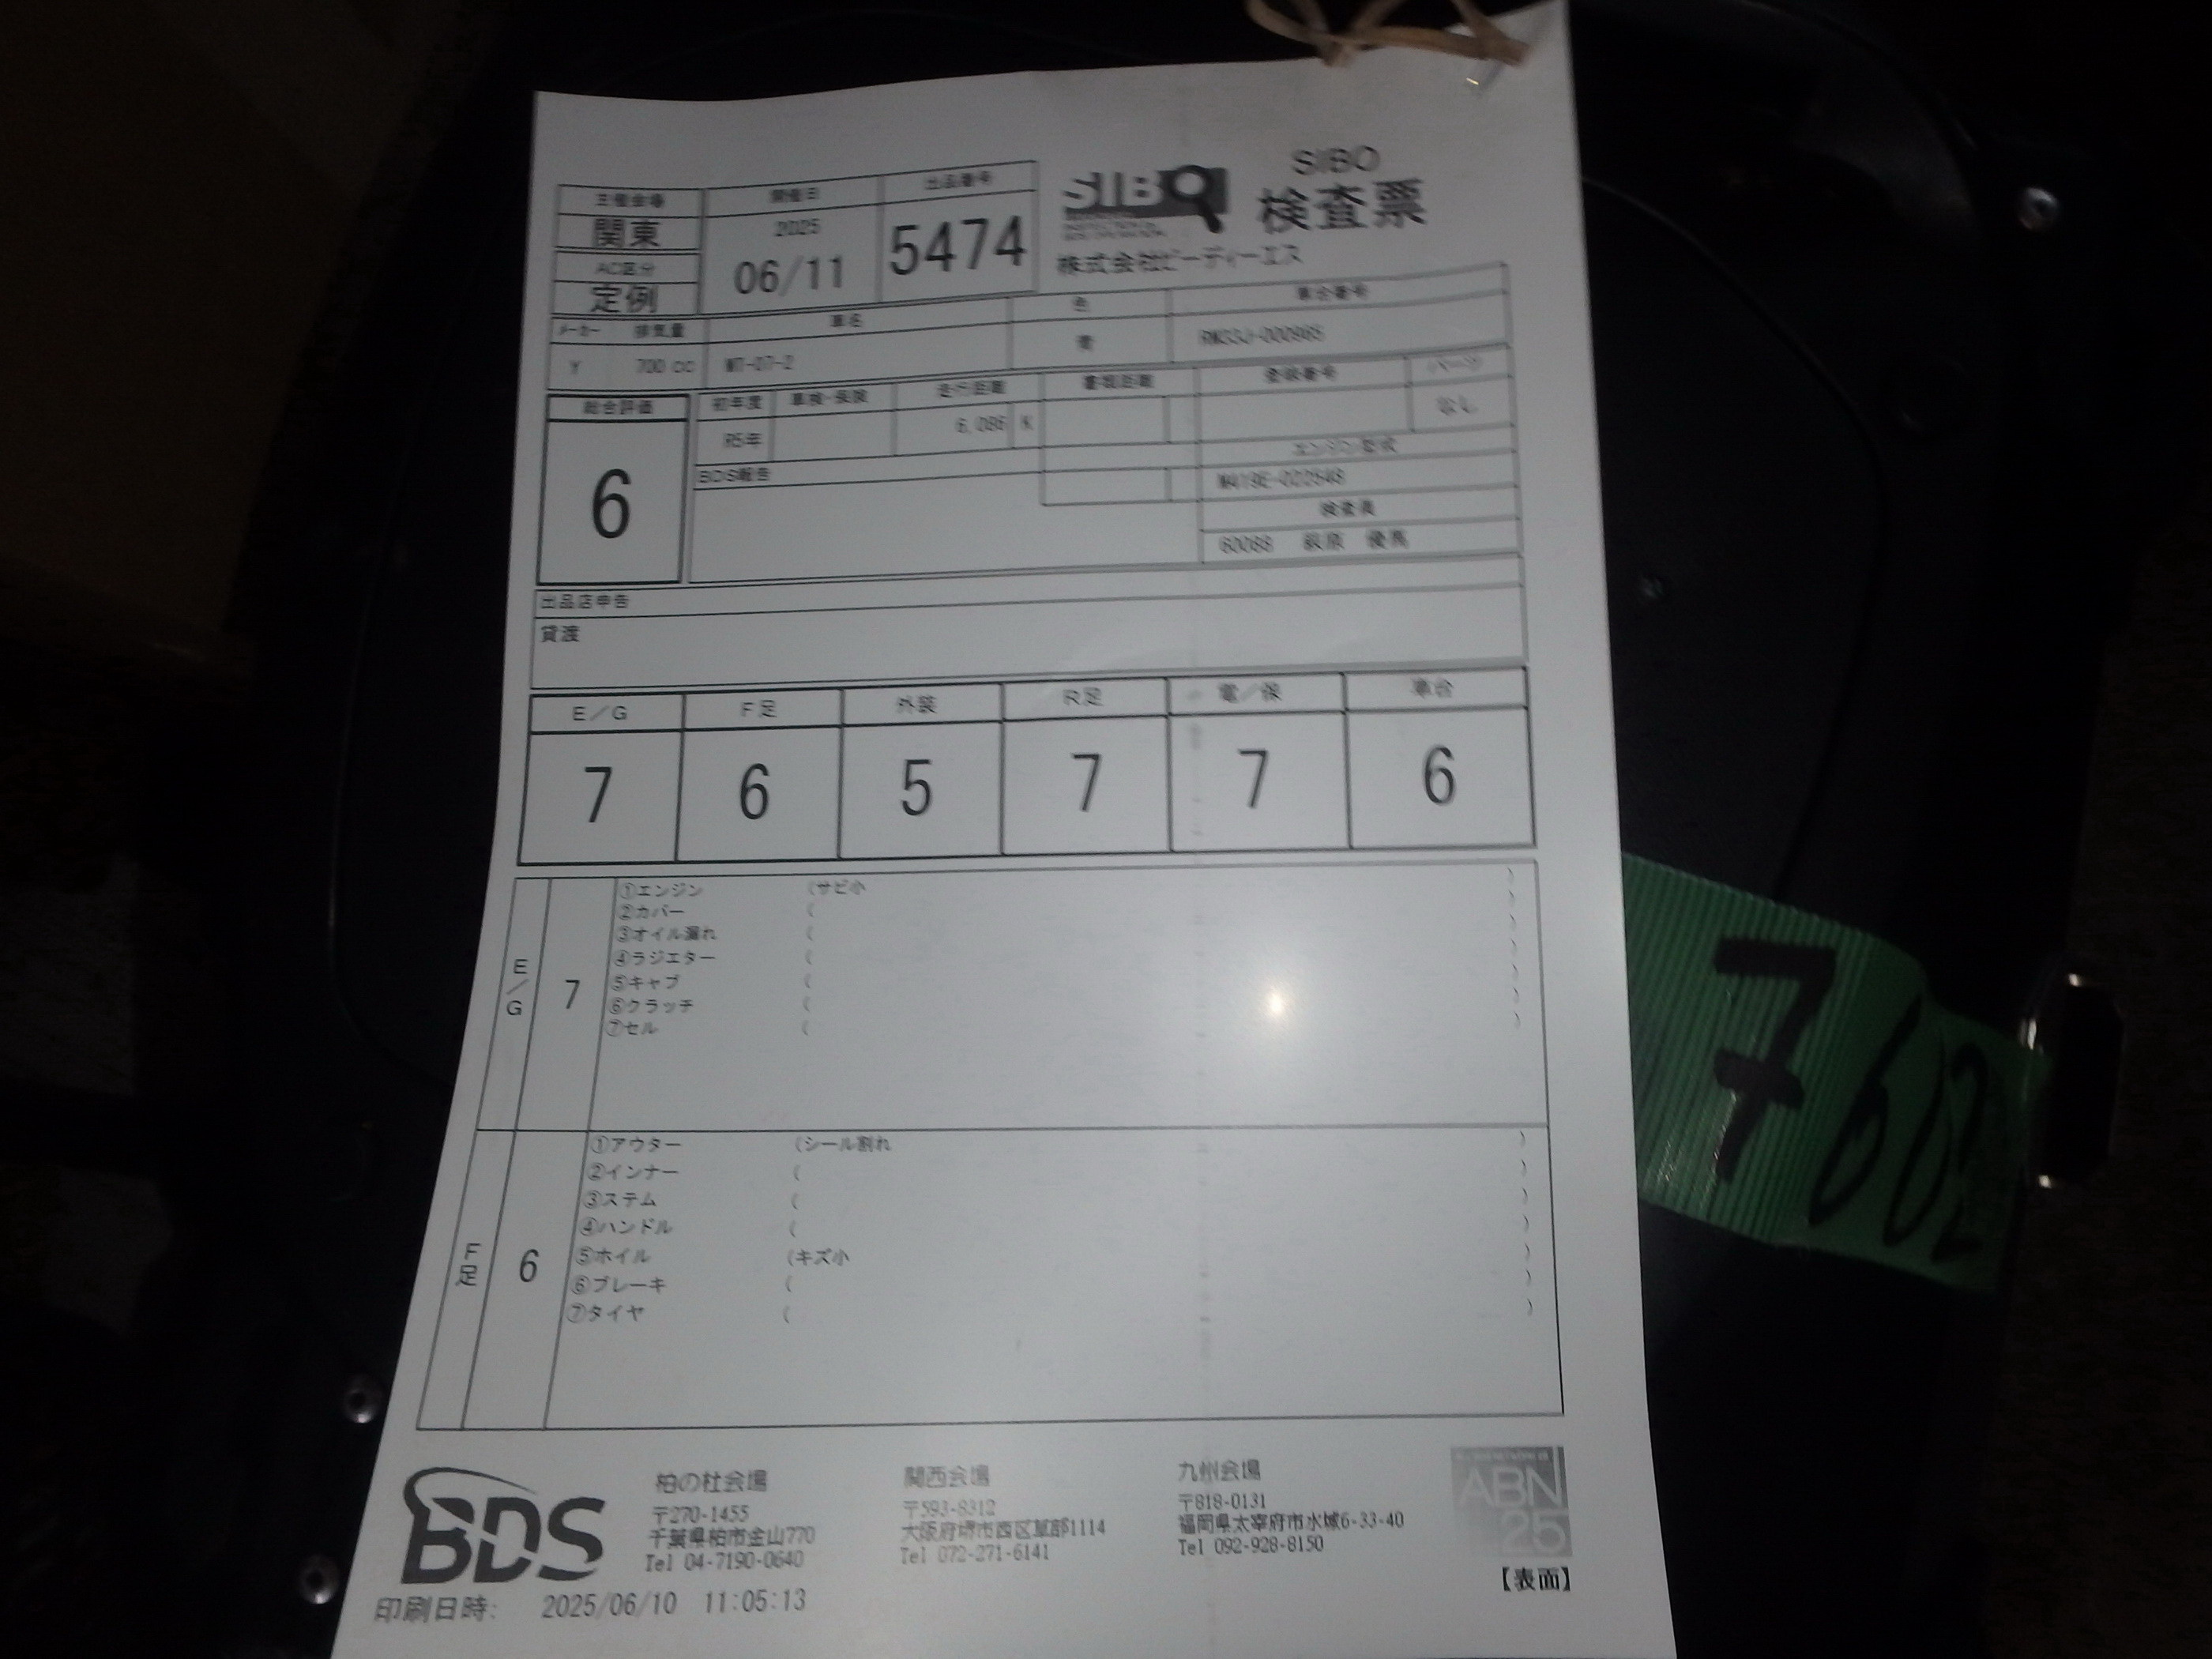 SIBO
SIBO
検査票
株式会社ビーディーエス
主催会場
関東
AC区分
定例
開催日
2025
06/11
出品番号
5474
メーカー 排気量
車名
色
車台番号
Y 700 cc
MT-07-2
青
RM33J-000965
総合評価
6
初年度
車検・保険
走行距離
登録番号
パーツ
R5年
6,086 K
なし
BDS報告
エンジン型式
検査員
60088
出品店申告
貸渡
E/G F足 外装 R足 電/保 車台
7 6 5 7 7 6
E/G
7
①エンジン (サビ小 )
②カバー ( )
③オイル漏れ ( )
④ラジエター ( )
⑤キャブ ( )
⑥クラッチ ( )
⑦セル ( )
F足
6
①アウター (シール割れ )
②インナー ( )
③ステム ( )
④ハンドル ( )
⑤ホイル (キズ小 )
⑥ブレーキ ( )
⑦タイヤ ( )
BDS
柏の杜会場
〒270-1455
千葉県柏市金山770
Tel 04-7190-0640
関西会場
〒593-8312
大阪府堺市西区草部1114
Tel 072-271-6141
九州会場
〒818-0131
福岡県太宰府市水城6-33-40
Tel 092-928-8150
ABN
25
【表面】
印刷日時: 2025/06/10 11:05:13
7602